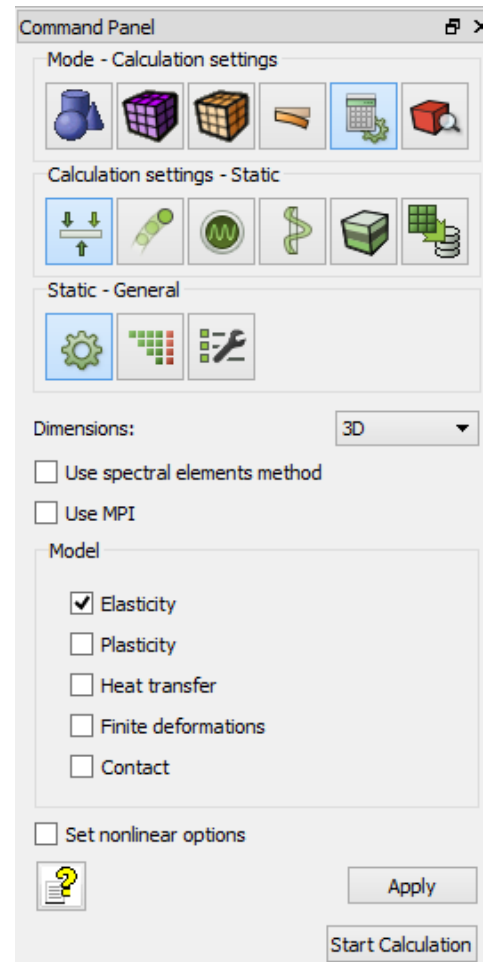 Command Panel
Mode - Calculation settings
Calculation settings - Static
Static - General
Dimensions: 3D
Use spectral elements method
Use MPI
Model
Elasticity
Plasticity
Heat transfer
Finite deformations
Contact
Set nonlinear options
Apply
Start Calculation